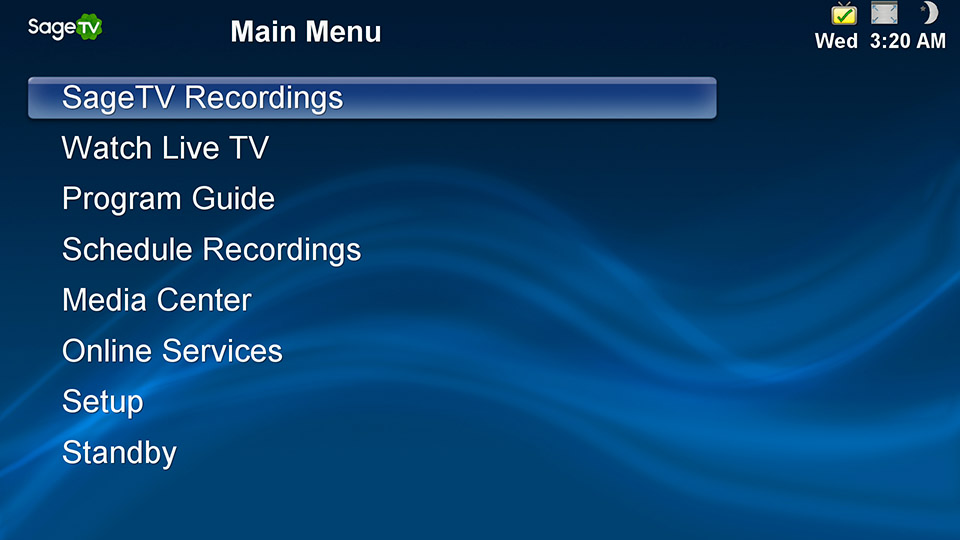 SageTV
Main Menu
Wed 3:20 AM
SageTV Recordings
Watch Live TV
Program Guide
Schedule Recordings
Media Center
Online Services
Setup
Standby